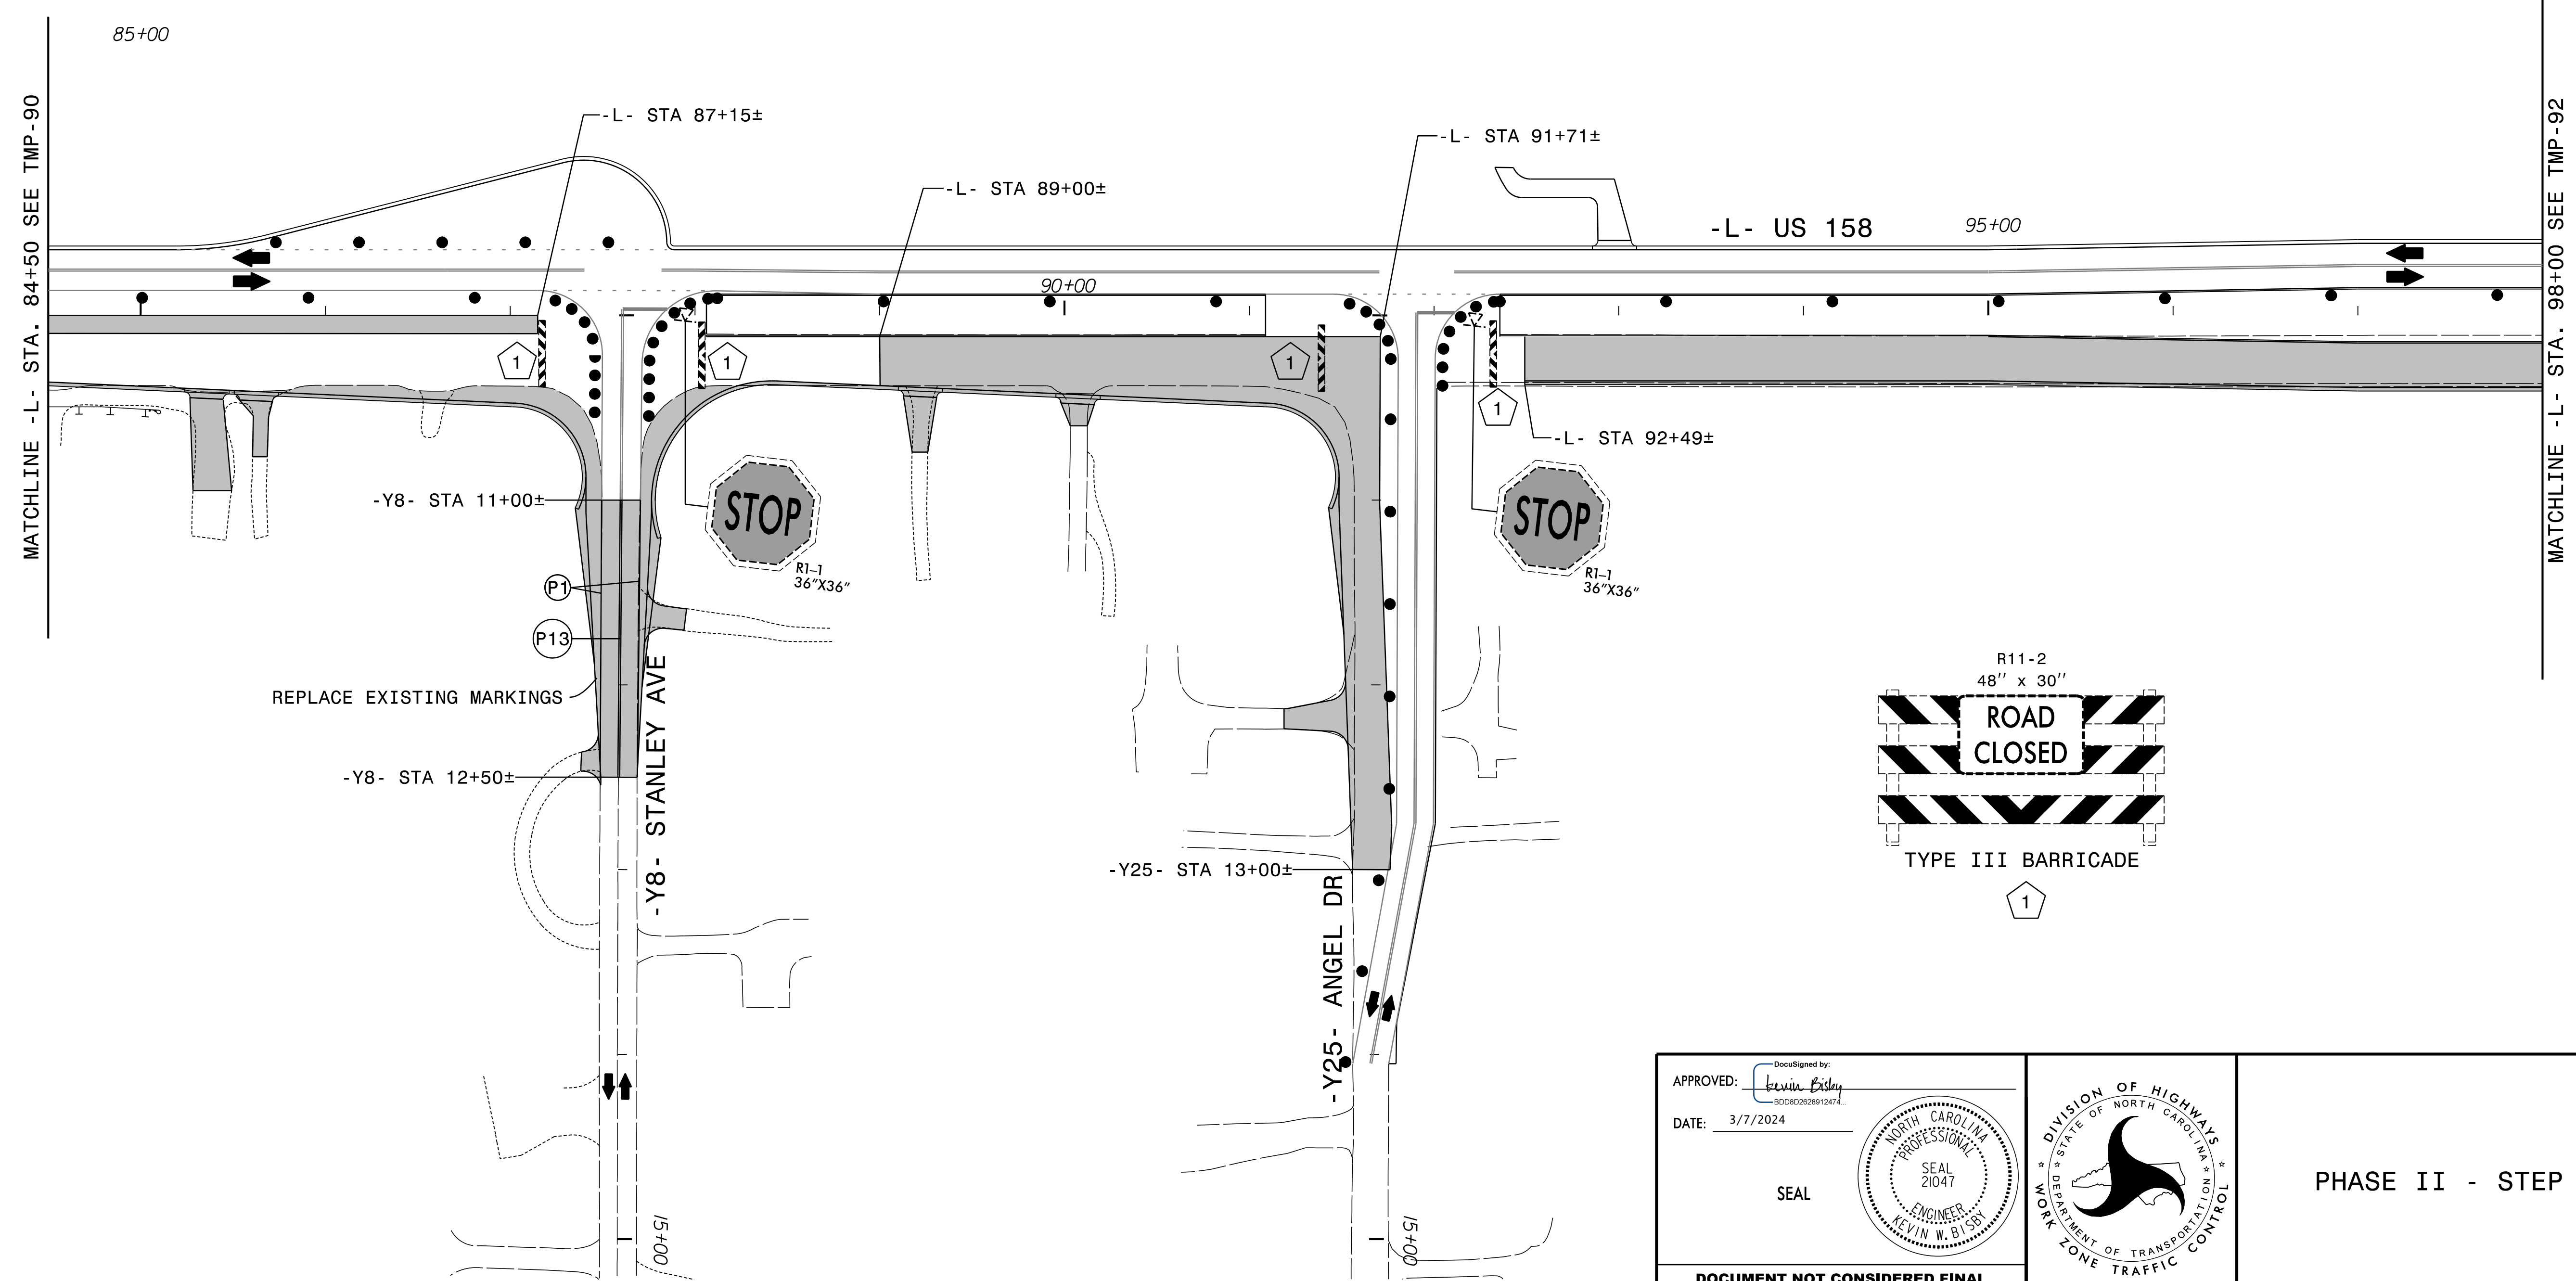 85+00
MATCHLINE -L- STA. 84+50 SEE TMP-90
-L- STA 87+15±
-L- STA 89+00±
-L- STA 91+71±
-L- US 158
95+00
90+00
MATCHLINE -L- STA. 98+00 SEE TMP-92
1
1
1
1
-L- STA 92+49±
-Y8- STA 11+00±
STOP
R1-1
36"X36"
STOP
R1-1
36"X36"
P1
P13
REPLACE EXISTING MARKINGS
-Y8- STANLEY AVE
-Y8- STA 12+50±
R11-2
48" x 30"
ROAD
CLOSED
TYPE III BARRICADE
1
-Y25- STA 13+00±
-Y25- ANGEL DR
15+00
15+00
APPROVED:
DocuSigned by:
Kevin Bisby
BDD8D2628912474...
DATE: 3/7/2024
SEAL
NORTH CAROLINA
PROFESSIONAL
SEAL
21047
ENGINEER
KEVIN W. BISBY
DIVISION OF HIGHWAYS
STATE OF NORTH CAROLINA
DEPARTMENT OF TRANSPORTATION
WORK ZONE TRAFFIC CONTROL
PHASE II - STEP
DOCUMENT NOT CONSIDERED FINAL